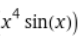 x⁴ sin(x))